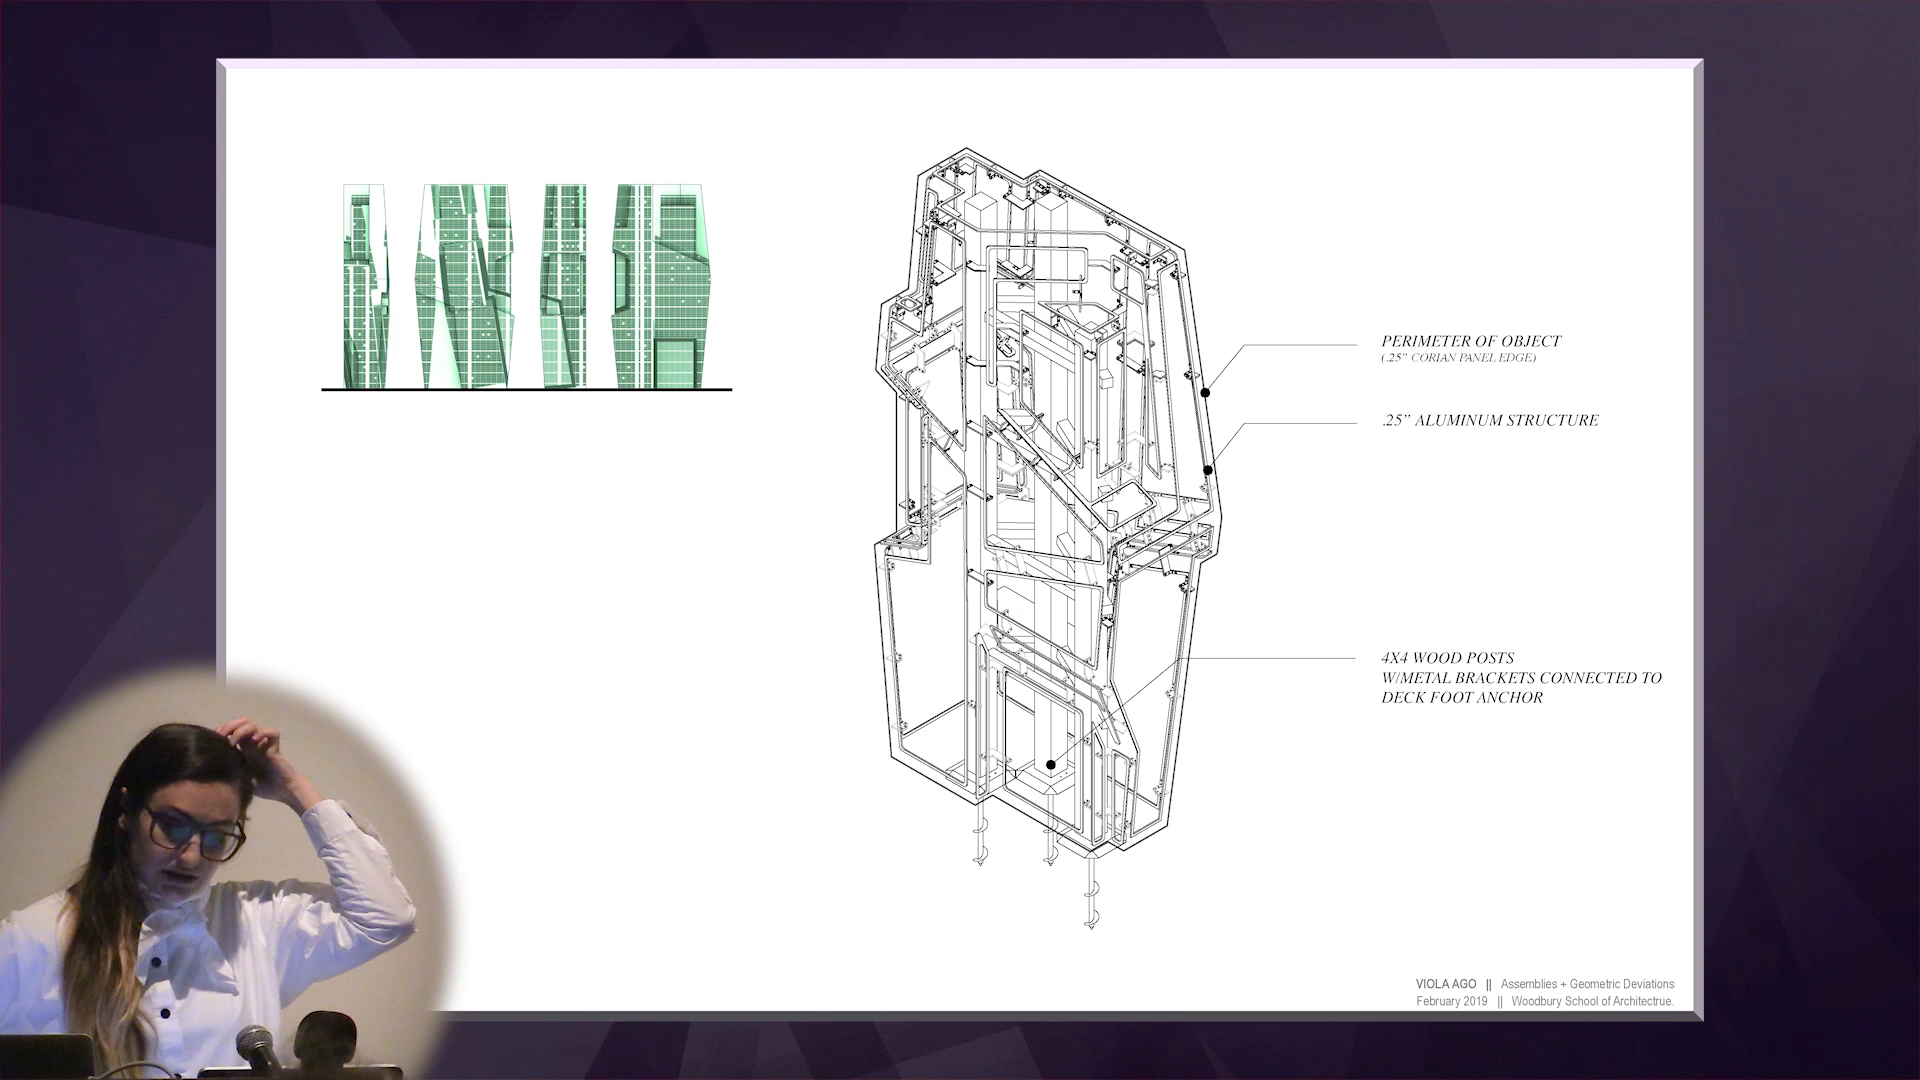 PERIMETER OF OBJECT
(.25” CORIAN PANEL EDGE)
.25” ALUMINUM STRUCTURE
4X4 WOOD POSTS
W/METAL BRACKETS CONNECTED TO
DECK FOOT ANCHOR
VIOLA AGO || Assemblies + Geometric Deviations
February 2019 || Woodbury School of Architectrue.